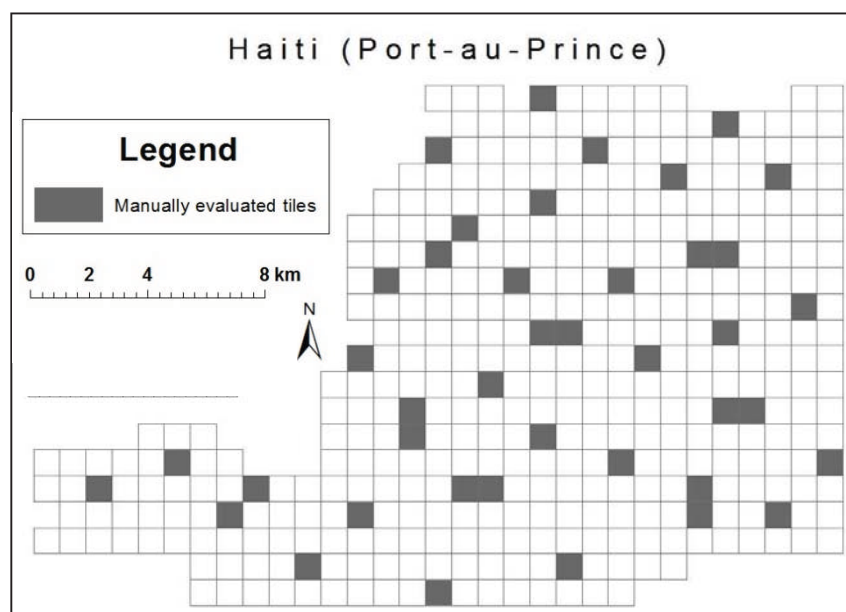 Haiti (Port-au-Prince)
Legend
Manually evaluated tiles
0 2 4 8 km
N